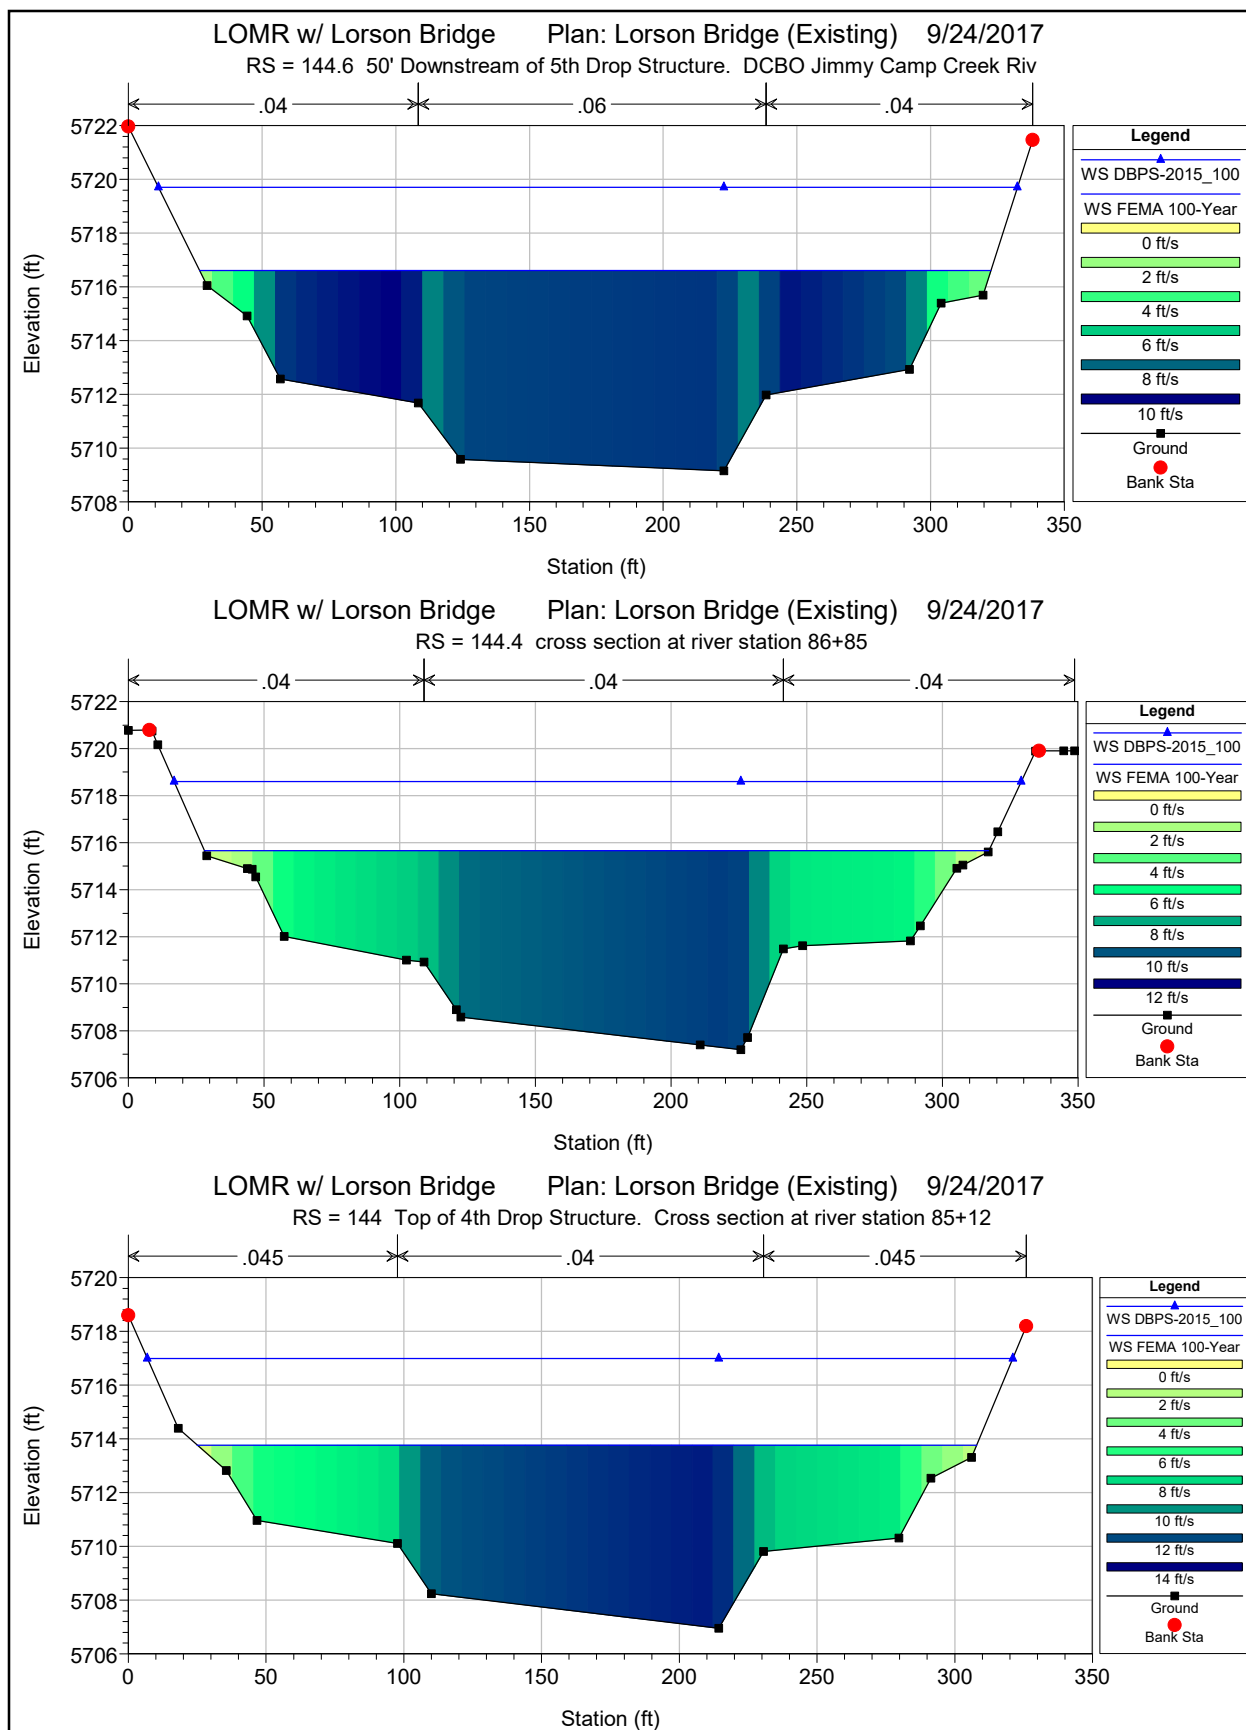 LOMR w/ Lorson Bridge Plan: Lorson Bridge (Existing) 9/24/2017
RS = 144.6 50' Downstream of 5th Drop Structure. DCBO Jimmy Camp Creek Riv
.04 .06 .04
5722
5720
5718
5716
5714
5712
5710
5708
Elevation (ft)
0 50 100 150 200 250 300 350
Station (ft)
Legend
WS DBPS-2015_100
WS FEMA 100-Year
0 ft/s
2 ft/s
4 ft/s
6 ft/s
8 ft/s
10 ft/s
Ground
Bank Sta
LOMR w/ Lorson Bridge Plan: Lorson Bridge (Existing) 9/24/2017
RS = 144.4 cross section at river station 86+85
.04 .04 .04
5722
5720
5718
5716
5714
5712
5710
5708
5706
Elevation (ft)
0 50 100 150 200 250 300 350
Station (ft)
Legend
WS DBPS-2015_100
WS FEMA 100-Year
0 ft/s
2 ft/s
4 ft/s
6 ft/s
8 ft/s
10 ft/s
12 ft/s
Ground
Bank Sta
LOMR w/ Lorson Bridge Plan: Lorson Bridge (Existing) 9/24/2017
RS = 144 Top of 4th Drop Structure. Cross section at river station 85+12
.045 .04 .045
5720
5718
5716
5714
5712
5710
5708
5706
Elevation (ft)
0 50 100 150 200 250 300 350
Station (ft)
Legend
WS DBPS-2015_100
WS FEMA 100-Year
0 ft/s
2 ft/s
4 ft/s
6 ft/s
8 ft/s
10 ft/s
12 ft/s
14 ft/s
Ground
Bank Sta